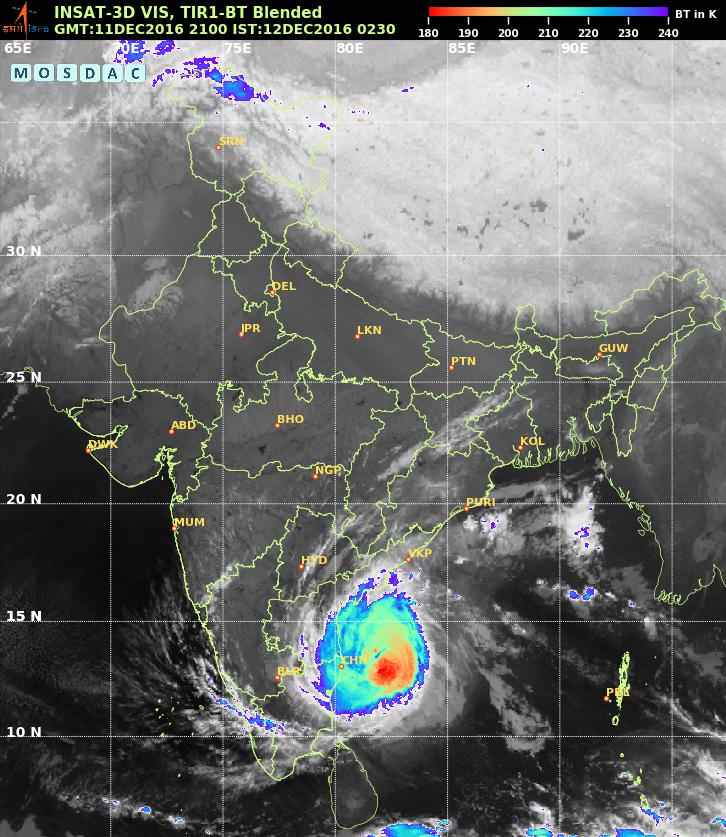 INSAT-3D VIS, TIR1-BT Blended
GMT:11DEC2016 2100 IST:12DEC2016 0230
BT in K
180 190 200 210 220 230 240
65E 75E 80E 85E 90E
MOSDAC
SRN
30 N
DEL
JPR LKN
GUW
PTN
25 N
BHO
ABD
KOL
DWK
NGP
20 N
PURI
MUM
VKP
HYD
15 N
CHN
BLR
PBL
10 N